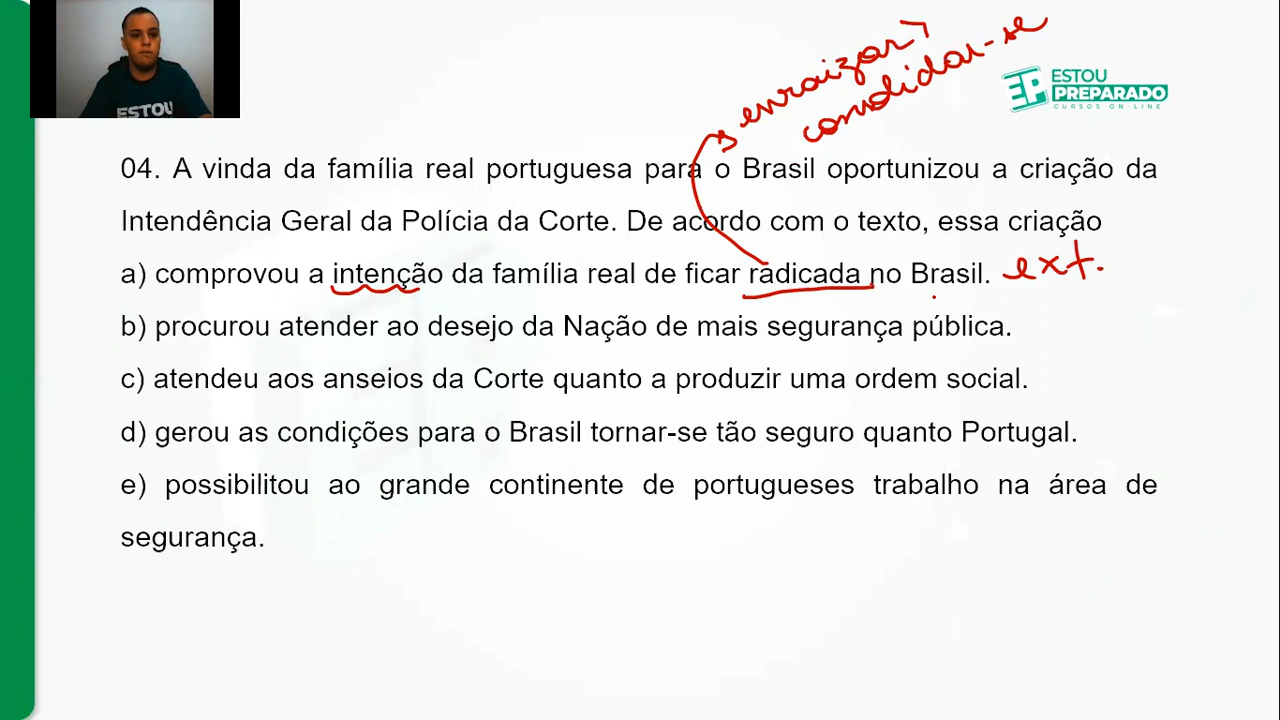 ESTOU
enraizar,
consolidar-se
ESTOU
PREPARADO
CURSOS ON-LINE
04. A vinda da família real portuguesa para o Brasil oportunizou a criação da
Intendência Geral da Polícia da Corte. De acordo com o texto, essa criação
a) comprovou a intenção da família real de ficar radicada no Brasil. ext.
b) procurou atender ao desejo da Nação de mais segurança pública.
c) atendeu aos anseios da Corte quanto a produzir uma ordem social.
d) gerou as condições para o Brasil tornar-se tão seguro quanto Portugal.
e) possibilitou ao grande continente de portugueses trabalho na área de
segurança.